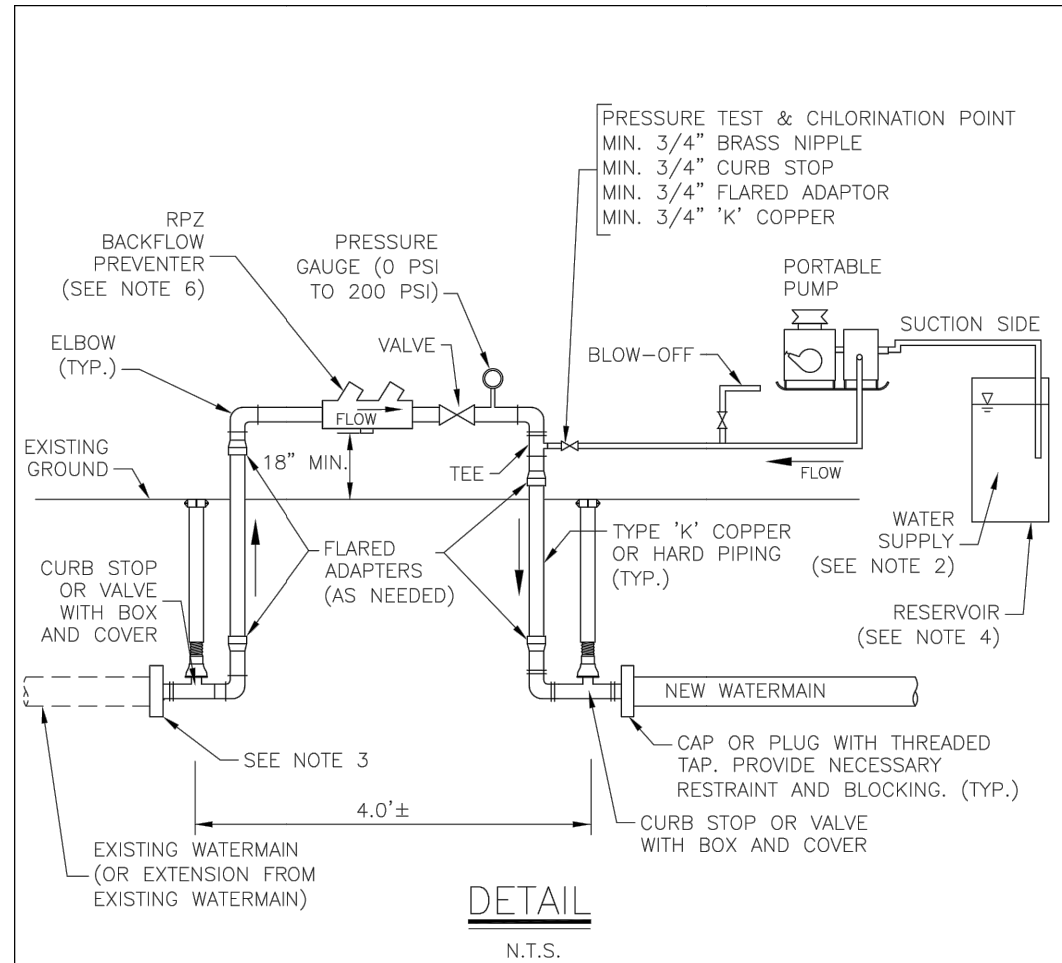 PRESSURE TEST & CHLORINATION POINT
MIN. 3/4" BRASS NIPPLE
MIN. 3/4" CURB STOP
MIN. 3/4" FLARED ADAPTOR
MIN. 3/4" 'K' COPPER
RPZ
BACKFLOW
PREVENTER
(SEE NOTE 6)
PRESSURE
GAUGE (0 PSI
TO 200 PSI)
PORTABLE
PUMP
SUCTION SIDE
ELBOW
(TYP.)
VALVE
BLOW-OFF
FLOW
EXISTING
GROUND
18" MIN.
TEE
FLOW
CURB STOP
OR VALVE
WITH BOX
AND COVER
FLARED
ADAPTERS
(AS NEEDED)
TYPE 'K' COPPER
OR HARD PIPING
(TYP.)
WATER
SUPPLY
(SEE NOTE 2)
RESERVOIR
(SEE NOTE 4)
NEW WATERMAIN
SEE NOTE 3
CAP OR PLUG WITH THREADED
TAP. PROVIDE NECESSARY
RESTRAINT AND BLOCKING. (TYP.)
4.0'±
CURB STOP OR VALVE
WITH BOX AND COVER
EXISTING WATERMAIN
(OR EXTENSION FROM
EXISTING WATERMAIN)
DETAIL
N.T.S.